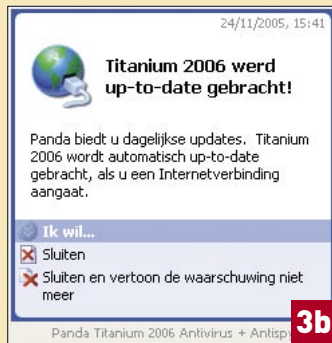 24/11/2005, 15:41
Titanium 2006 werd
up-to-date gebracht!
Panda biedt u dagelijkse updates. Titanium
2006 wordt automatisch up-to-date
gebracht, als u een Internetverbinding
aangaat.
Ik wil...
Sluiten
Sluiten en vertoon de waarschuwing niet
meer
3b
Panda Titanium 2006 Antivirus + Antisp